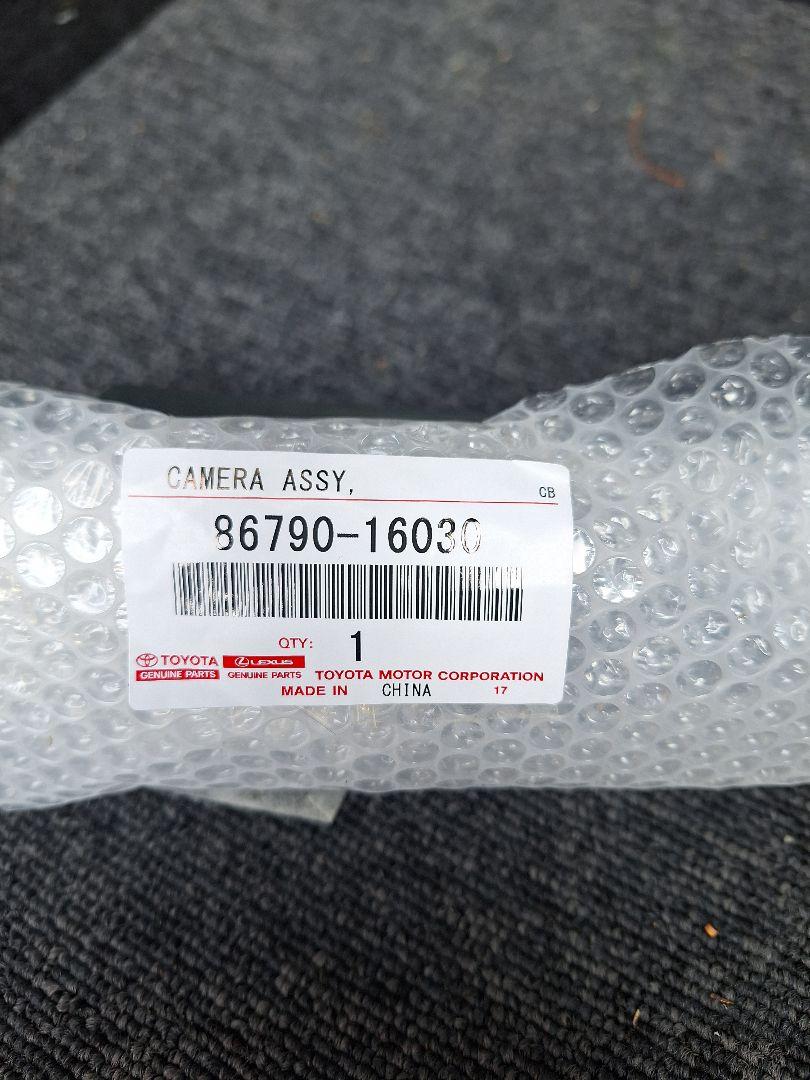 CAMERA ASSY,
GB
86790-16030
QTY: 1
TOYOTA LEXUS
GENUINE PARTS GENUINE PARTS TOYOTA MOTOR CORPORATION
MADE IN CHINA 17